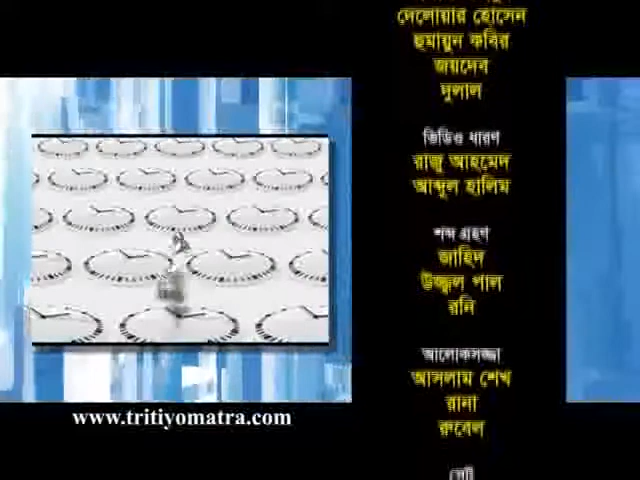 দেলোয়ার হোসেন
হুমায়ুন কবির
জয়দেব
দুলাল
ভিডিও ধারণ
রাজু আহমেদ
আব্দুল হালিম
শব্দ গ্রহণ
জাহিদ
উজ্জ্বল পাল
রনি
আলোকসজ্জা
আসলাম শেখ
রানা
রুবেল
www.tritiyomatra.com